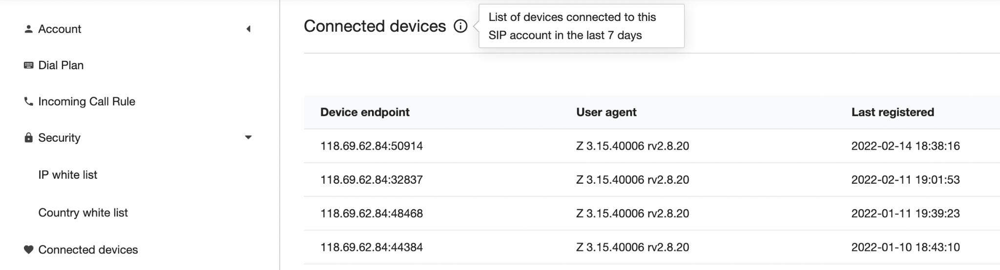 Account
Dial Plan
Incoming Call Rule
Security
IP white list
Country white list
Connected devices
Connected devices
List of devices connected to this
SIP account in the last 7 days
Device endpoint User agent Last registered
118.69.62.84:50914 Z 3.15.40006 rv2.8.20 2022-02-14 18:38:16
118.69.62.84:32837 Z 3.15.40006 rv2.8.20 2022-02-11 19:01:53
118.69.62.84:48468 Z 3.15.40006 rv2.8.20 2022-01-11 19:39:23
118.69.62.84:44384 Z 3.15.40006 rv2.8.20 2022-01-10 18:43:10